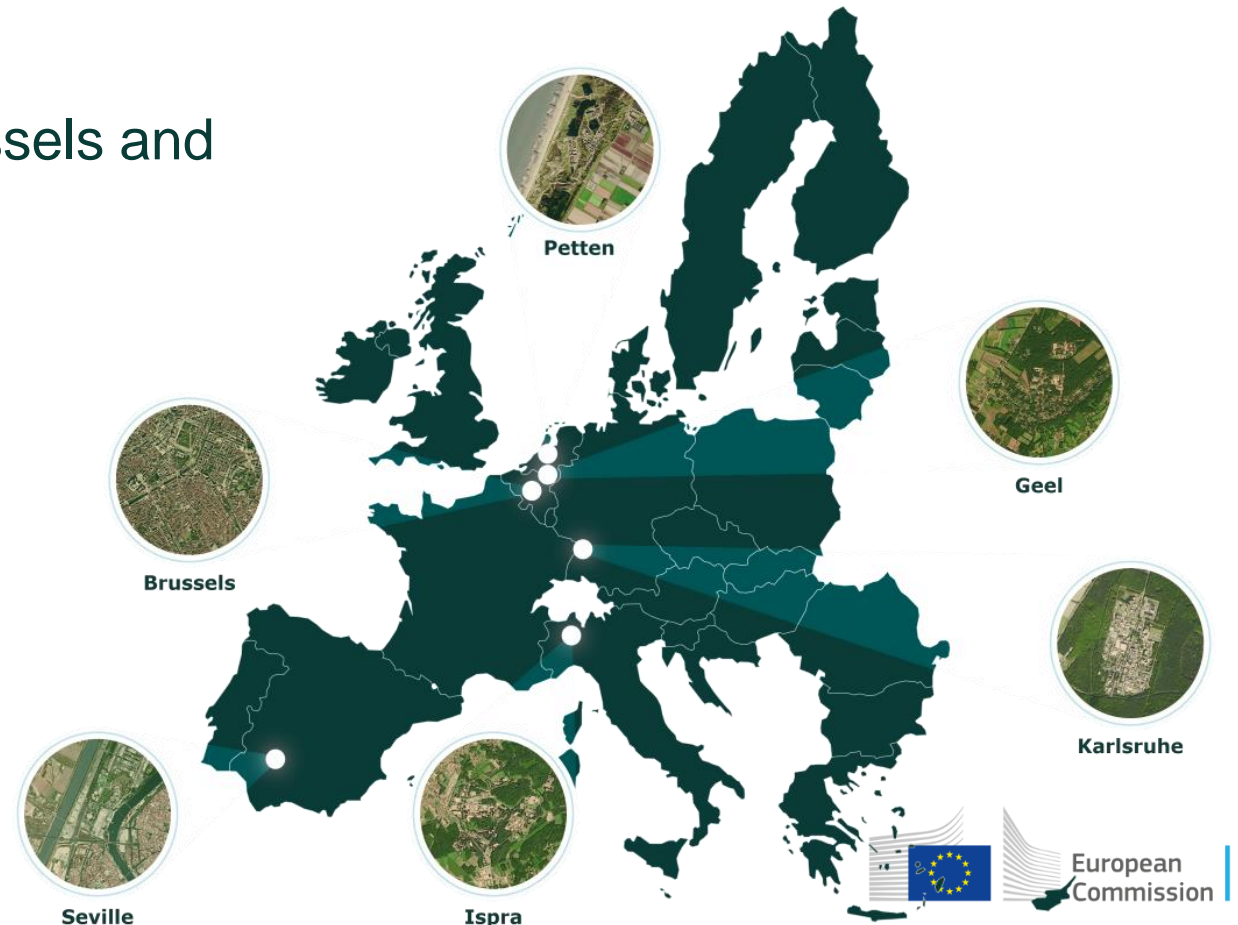 ssels and
Petten
Geel
Brussels
Karlsruhe
Seville
Ispra
European
Commission